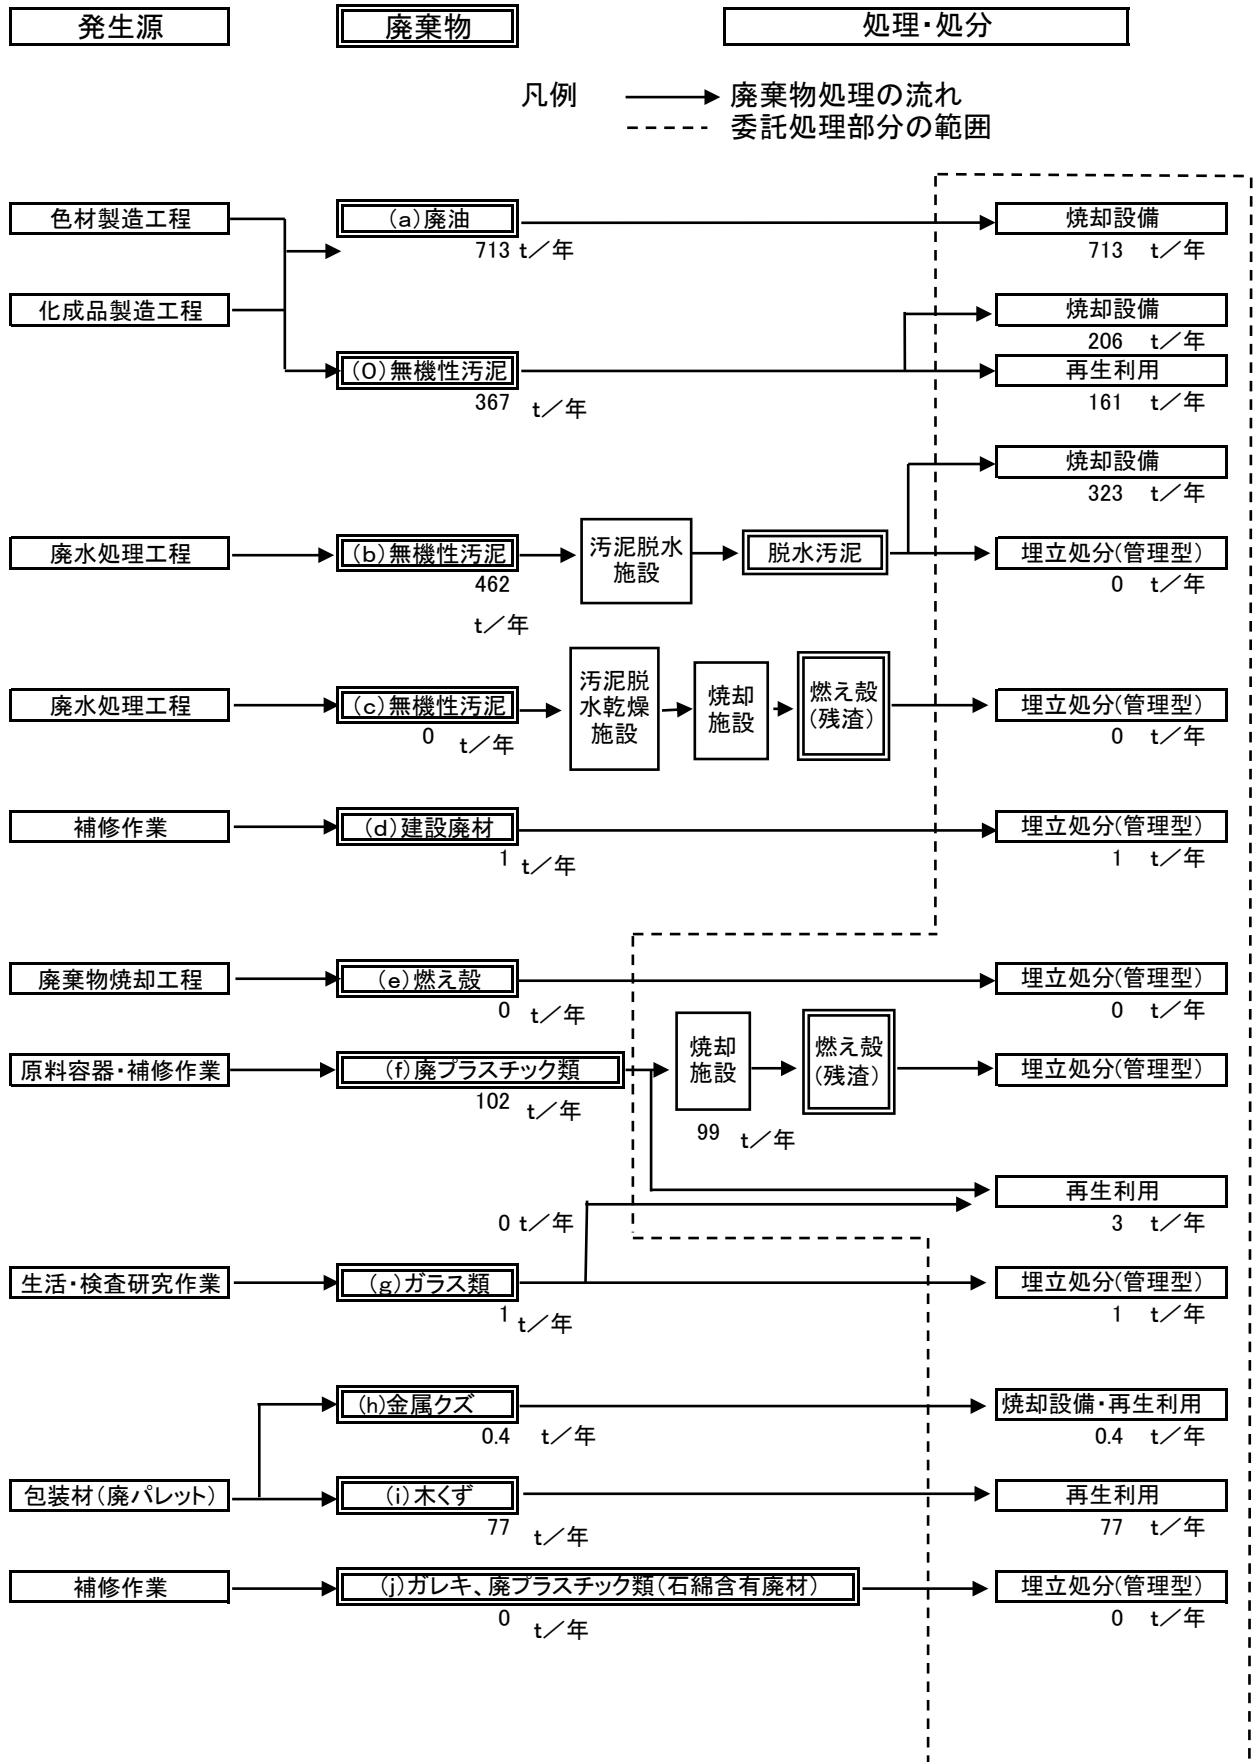 発生源
廃棄物
処理・処分
凡例
廃棄物処理の流れ
委託処理部分の範囲
色材製造工程
(a)廃油
焼却設備
713 t／年
713 t／年
化成品製造工程
焼却設備
206 t／年
(0)無機性汚泥
再生利用
367 t／年
161 t／年
焼却設備
323 t／年
廃水処理工程
(b)無機性汚泥
汚泥脱水
施設
脱水汚泥
埋立処分(管理型)
462
t／年
0 t／年
廃水処理工程
(c)無機性汚泥
汚泥脱
水乾燥
施設
焼却
施設
燃え殻
(残渣)
埋立処分(管理型)
0 t／年
0 t／年
補修作業
(d)建設廃材
埋立処分(管理型)
1 t／年
1 t／年
廃棄物焼却工程
(e)燃え殻
埋立処分(管理型)
0 t／年
0 t／年
原料容器・補修作業
(f)廃プラスチック類
焼却
施設
燃え殻
(残渣)
埋立処分(管理型)
102 t／年
99 t／年
再生利用
0 t／年
3 t／年
生活・検査研究作業
(g)ガラス類
埋立処分(管理型)
1 t／年
1 t／年
(h)金属クズ
焼却設備・再生利用
0.4 t／年
0.4 t／年
包装材(廃パレット)
(i)木くず
再生利用
77 t／年
77 t／年
補修作業
(j)ガレキ、廃プラスチック類(石綿含有廃材)
埋立処分(管理型)
0 t／年
0 t／年